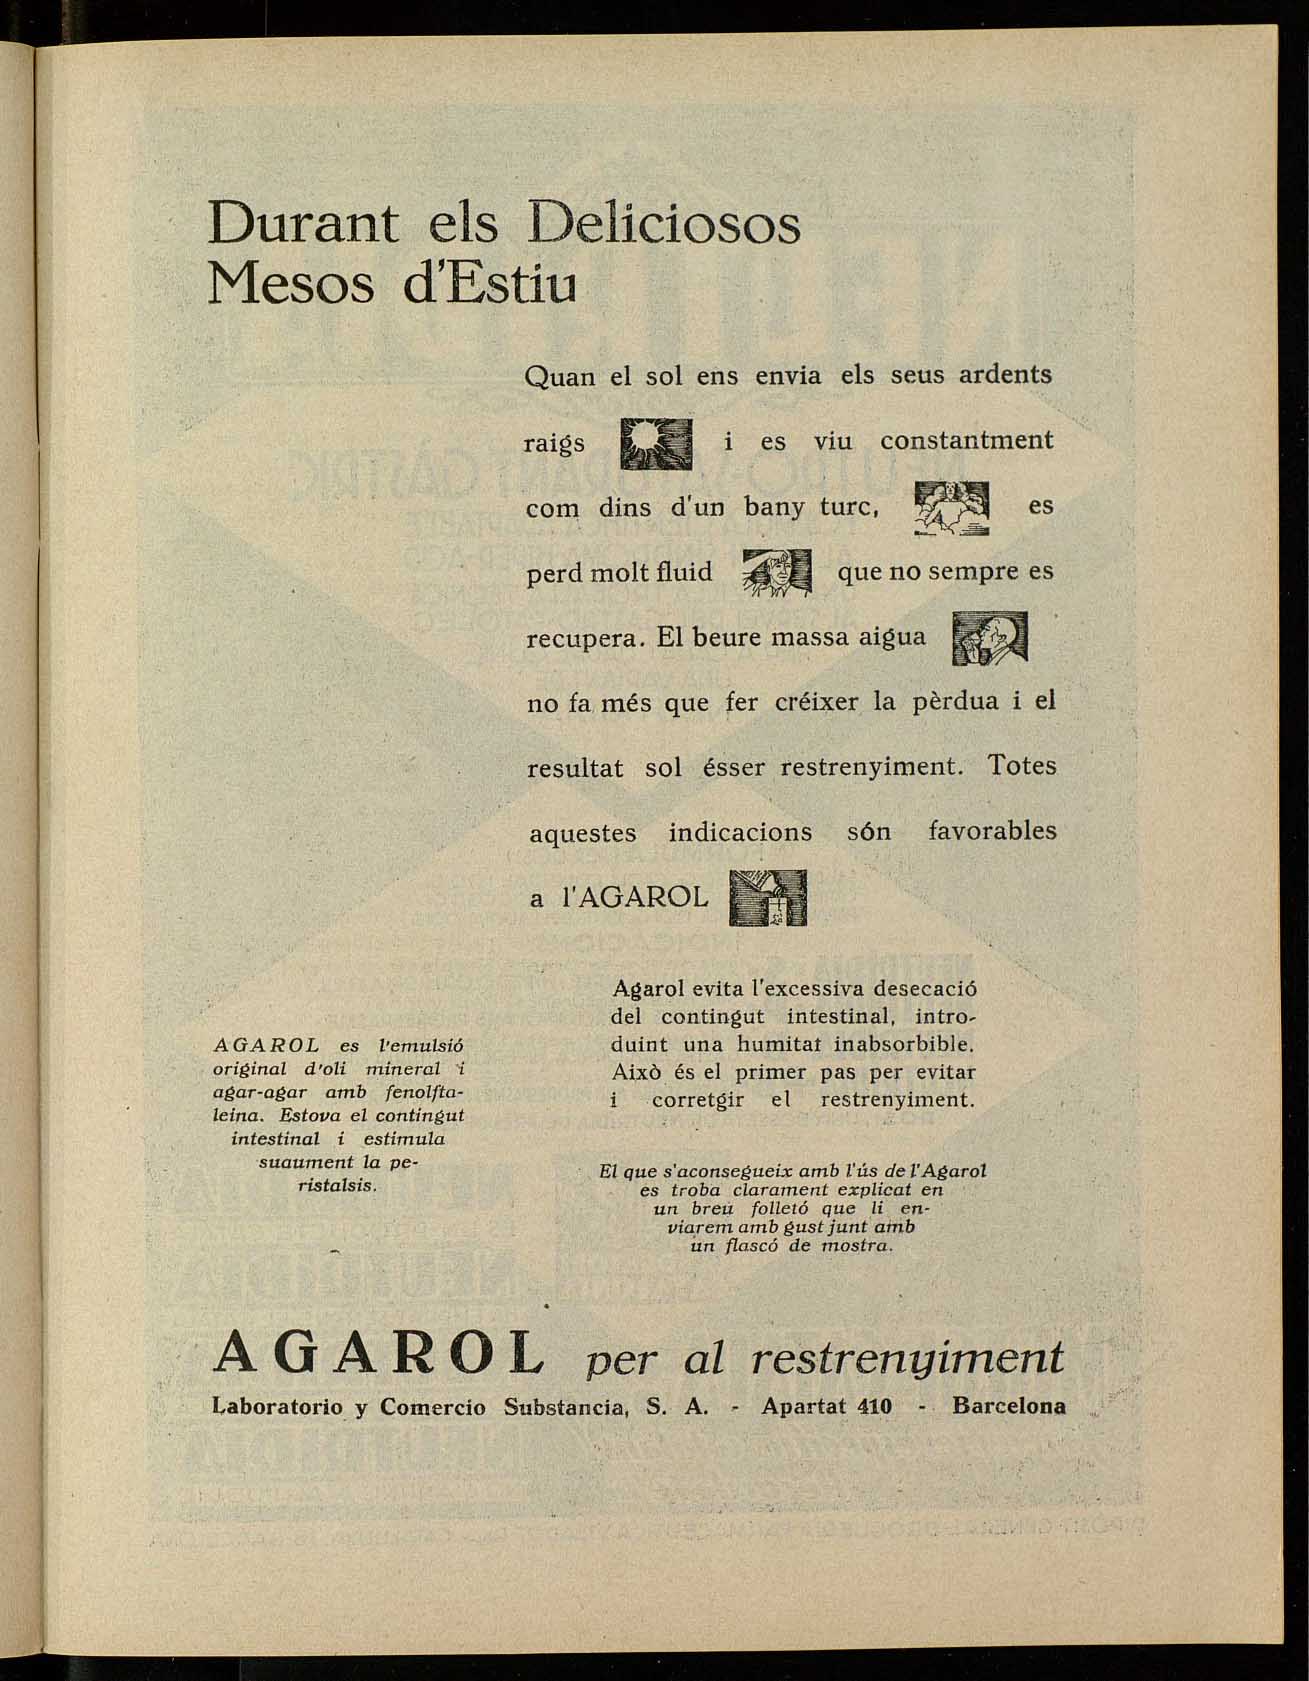 Durant els Deliciosos
Mesos d'Estiu
Quan el sol ens envia els seus ardents
raigs i es viu constantment
com dins d'un bany turc, es
perd molt fluid que no sempre es
recupera. El beure massa aigua
no fa més que fer créixer la pèrdua i el
resultat sol ésser restrenyiment. Totes
aquestes indicacions són favorables
a l'AGAROL
Agarol evita l'excessiva desecació
del contingut intestinal, intro-
duint una humitat inabsorbible.
Això és el primer pas per evitar
i corretgir el restrenyiment.
AGAROL es l'emulsió
original d'oli mineral i
agar-agar amb fenolfta-
leina. Estova el contingut
intestinal i estimula
suaument la pe-
ristalsis.
El que s'aconsegueix amb l'ús de l'Agarol
es troba clarament explicat en
un breu folletó que li en-
viarem amb gust junt amb
un flascó de mostra.
AGAROL per al restrenyiment
Laboratorio y Comercio Substancia, S. A. - Apartat 410 - Barcelona